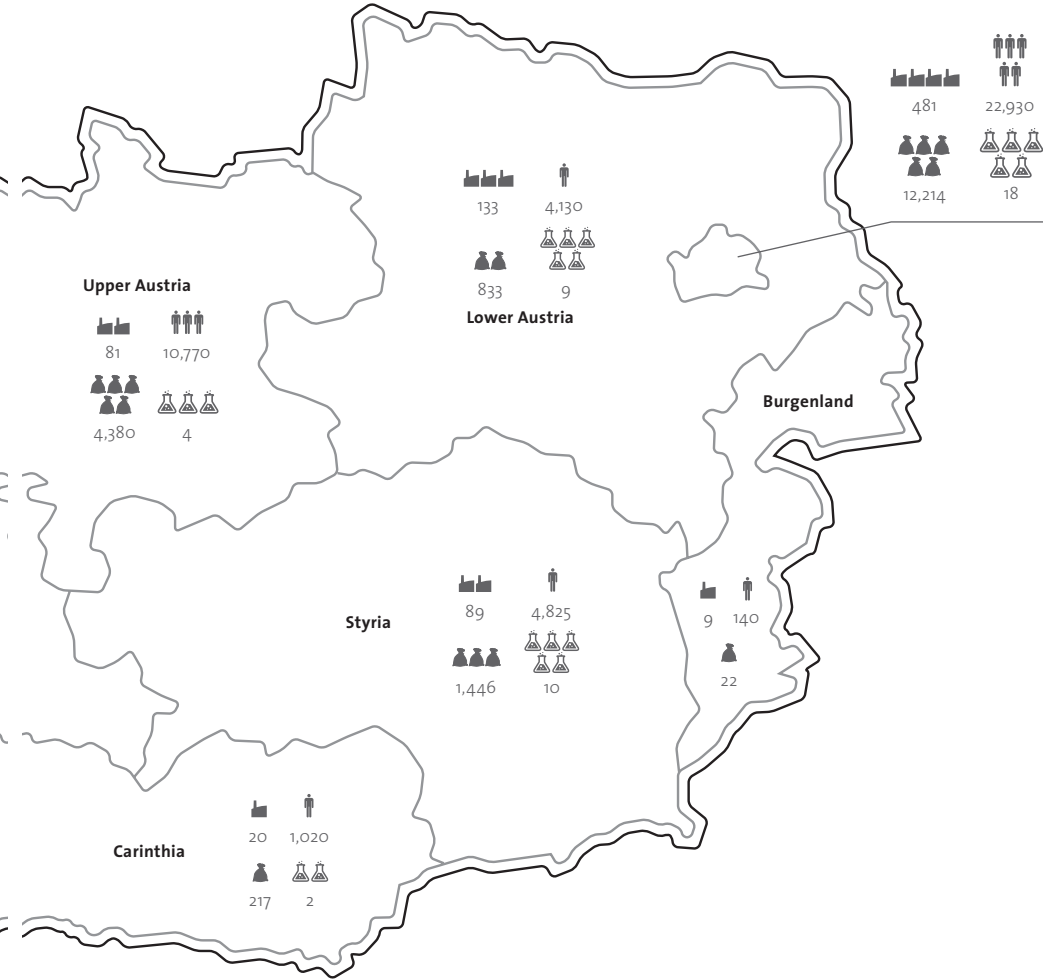 481 22,930
12,214 18
133 4,130
833 9
Lower Austria
Upper Austria
81 10,770
4,380 4
Burgenland
Styria
89 4,825
1,446 10
9 140
22
Carinthia
20 1,020
217 2